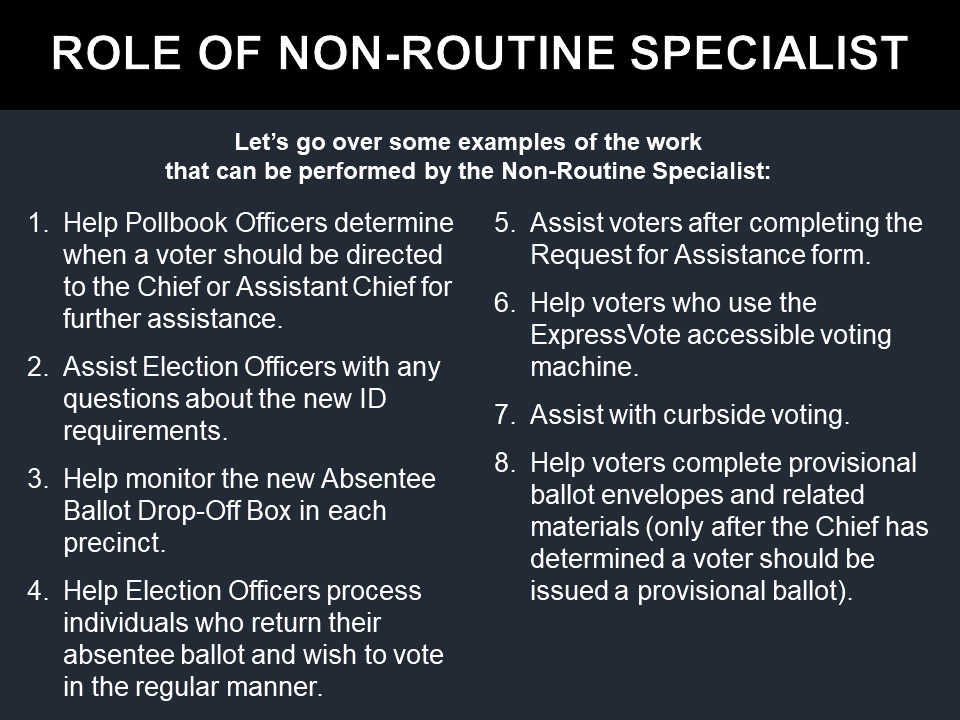 ROLE OF NON-ROUTINE SPECIALIST
Let’s go over some examples of the work
that can be performed by the Non-Routine Specialist:
1. Help Pollbook Officers determine
when a voter should be directed
to the Chief or Assistant Chief for
further assistance.
2. Assist Election Officers with any
questions about the new ID
requirements.
3. Help monitor the new Absentee
Ballot Drop-Off Box in each
precinct.
4. Help Election Officers process
individuals who return their
absentee ballot and wish to vote
in the regular manner.
5. Assist voters after completing the
Request for Assistance form.
6. Help voters who use the
ExpressVote accessible voting
machine.
7. Assist with curbside voting.
8. Help voters complete provisional
ballot envelopes and related
materials (only after the Chief has
determined a voter should be
issued a provisional ballot).